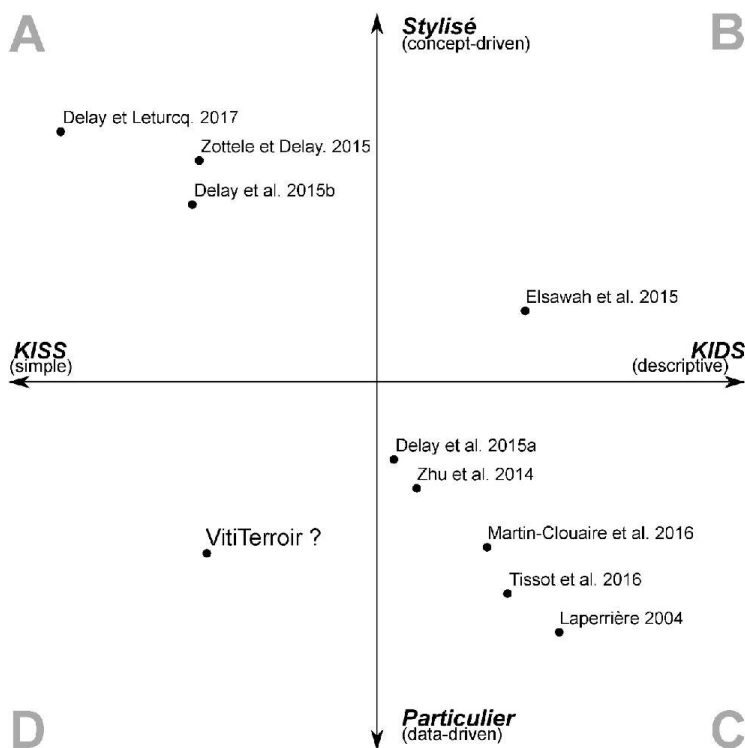 A
Stylisé
(concept-driven)
B
Delay et Leturcq. 2017
Zottele et Delay. 2015
Delay et al. 2015b
Elsawah et al. 2015
KISS
(simple)
KIDS
(descriptive)
Delay et al. 2015a
Zhu et al. 2014
VitiTerroir ?
Martin-Clouaire et al. 2016
Tissot et al. 2016
Laperrière 2004
D
Particulier
(data-driven)
C